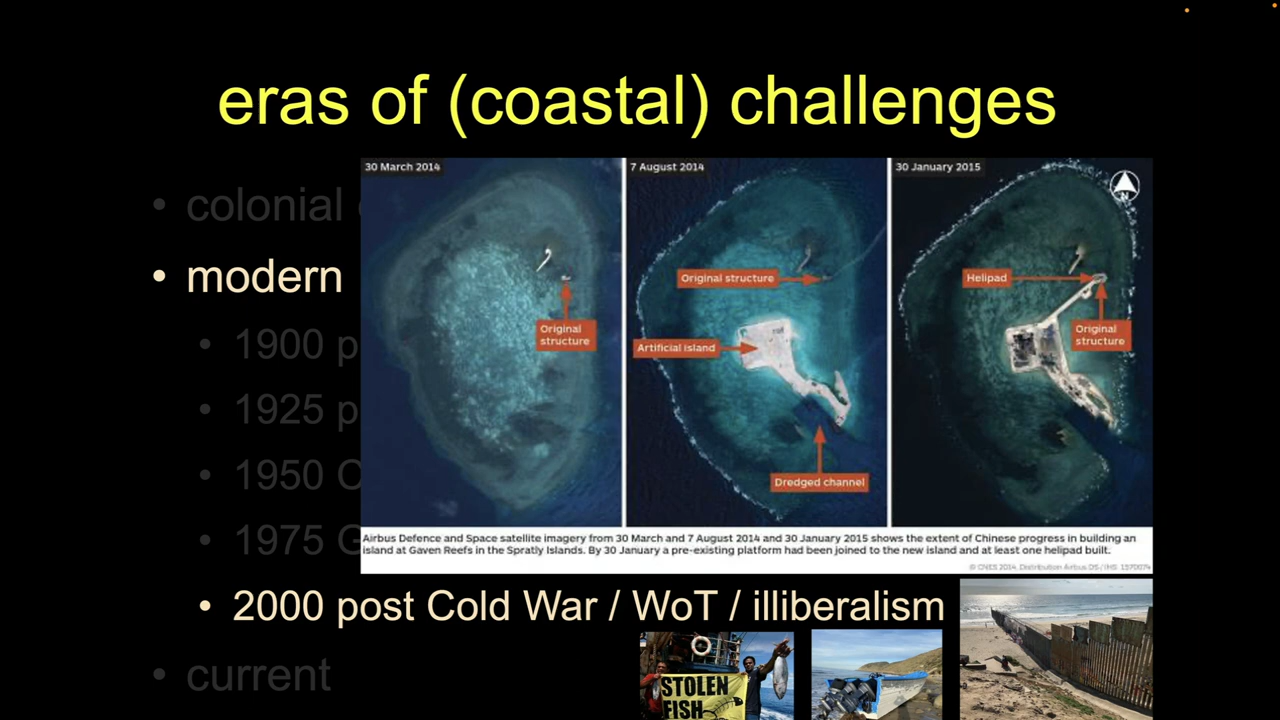 eras of (coastal) challenges
30 March 2014
7 August 2014
30 January 2015
• colonial
• modern
Original
structure
Original structure
Artificial island
Dredged channel
Helipad
Original
structure
N
• 1900 p
• 1925 p
• 1950 C
• 1975 G
Airbus Defence and Space satellite imagery from 30 March and 7 August 2014 and 30 January 2015 shows the extent of Chinese progress in building an
island at Gaven Reefs in the Spratly Islands. By 30 January a pre-existing platform had been joined to the new island and at least one helipad built.
© CNES 2014, Distribution Airbus DS / IHS: 1570074
• 2000 post Cold War / WoT / illiberalism
• current
STOLEN
FISH